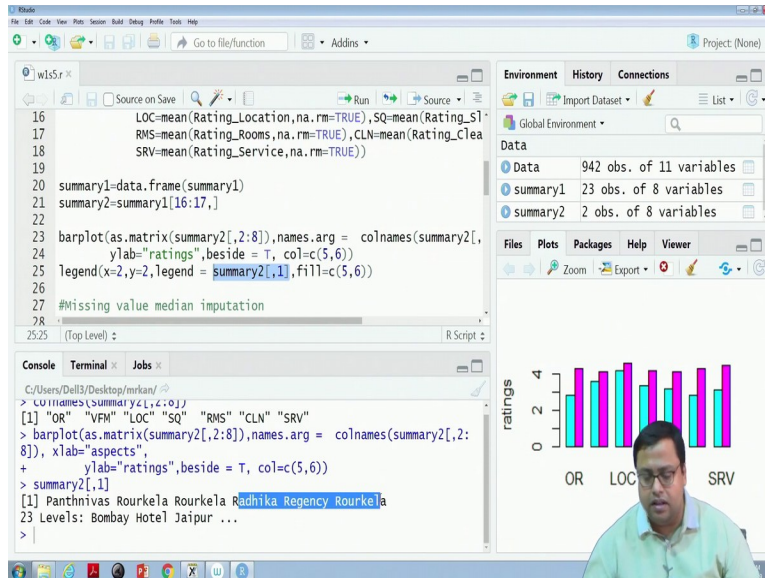 RStudio
File Edit Code View Plots Session Build Debug Profile Tools Help
Go to file/function
Addins
Project: (None)
w1s5.r
Source on Save
Run
Source
16 LOC=mean(Rating_Location,na.rm=TRUE),SQ=mean(Rating_Sl
17 RMS=mean(Rating_Rooms,na.rm=TRUE),CLN=mean(Rating_Clea
18 SRV=mean(Rating_Service,na.rm=TRUE))
19
20 summary1=data.frame(summary1)
21 summary2=summary1[16:17,]
22
23 barplot(as.matrix(summary2[,2:8]),names.arg = colnames(summary2[,
24 ylab="ratings",beside = T, col=c(5,6))
25 legend(x=2,y=2,legend = summary2[,1],fill=c(5,6))
26
27 #Missing value median imputation
28
25:25 (Top Level) R Script
Console Terminal Jobs
C:/Users/Dell3/Desktop/mrkan/
> colnames(summary2[,2:8])
[1] "OR" "VFM" "LOC" "SQ" "RMS" "CLN" "SRV"
> barplot(as.matrix(summary2[,2:8]),names.arg = colnames(summary2[,2:
8]), xlab="aspects",
+ ylab="ratings",beside = T, col=c(5,6))
> summary2[,1]
[1] Panthnivas Rourkela Rourkela Radhika Regency Rourkela
23 Levels: Bombay Hotel Jaipur ...
>
Environment History Connections
Import Dataset
List
Global Environment
Data
Data 942 obs. of 11 variables
summary1 23 obs. of 8 variables
summary2 2 obs. of 8 variables
Files Plots Packages Help Viewer
Zoom Export
ratings
4
2
0
OR LOC SRV